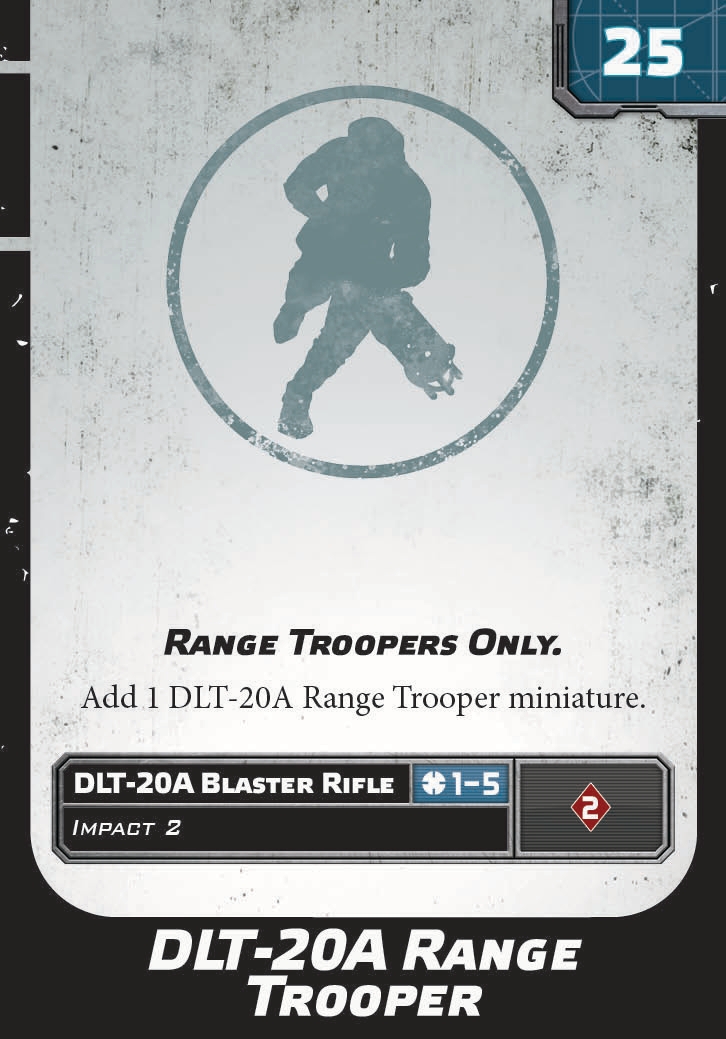 25
Range Troopers Only.
Add 1 DLT-20A Range Trooper miniature.
DLT-20A Blaster Rifle 1-5
2
Impact 2
DLT-20A Range
Trooper